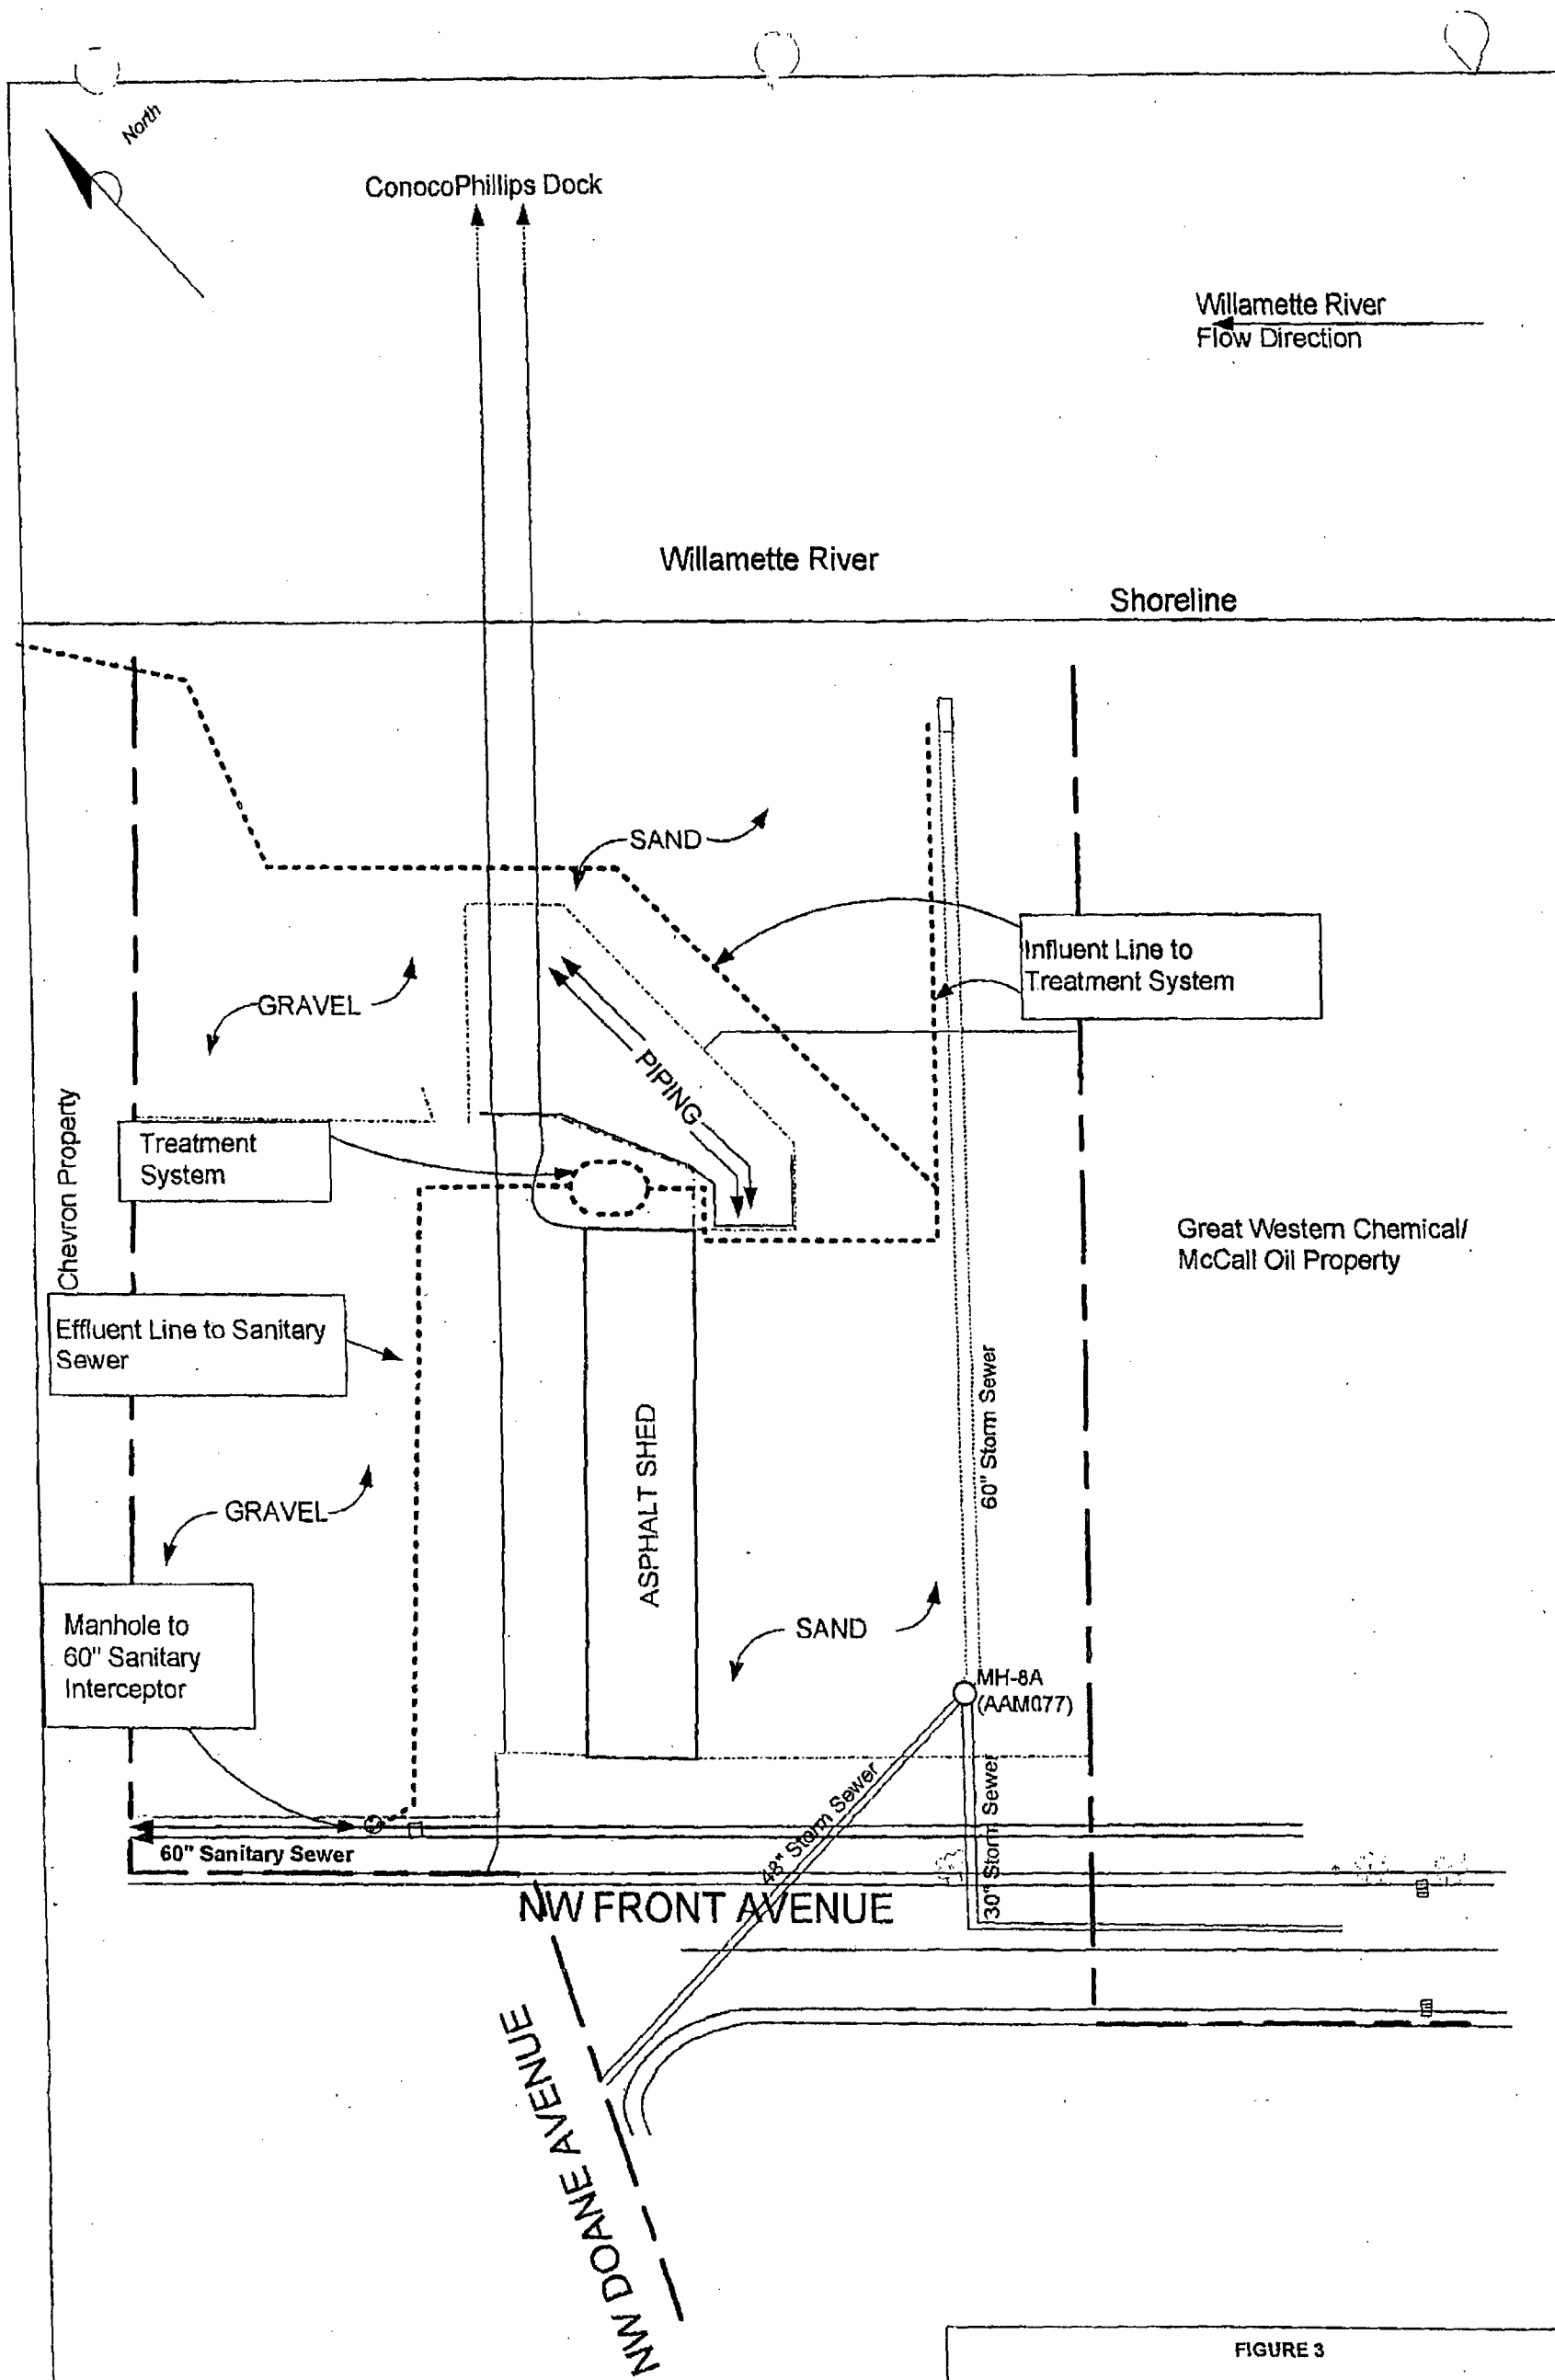 North
ConocoPhillips Dock
Willamette River
Flow Direction
Willamette River
Shoreline
SAND
Influent Line to
Treatment System
GRAVEL
PIPING
Chevron Property
Treatment
System
Great Western Chemical/
McCall Oil Property
Effluent Line to Sanitary
Sewer
60" Storm Sewer
ASPHALT SHED
GRAVEL
Manhole to
60" Sanitary
Interceptor
SAND
MH-8A
(AAM077)
48" Storm Sewer
30" Storm Sewer
60" Sanitary Sewer
NW FRONT AVENUE
NW DOANE AVENUE
FIGURE 3